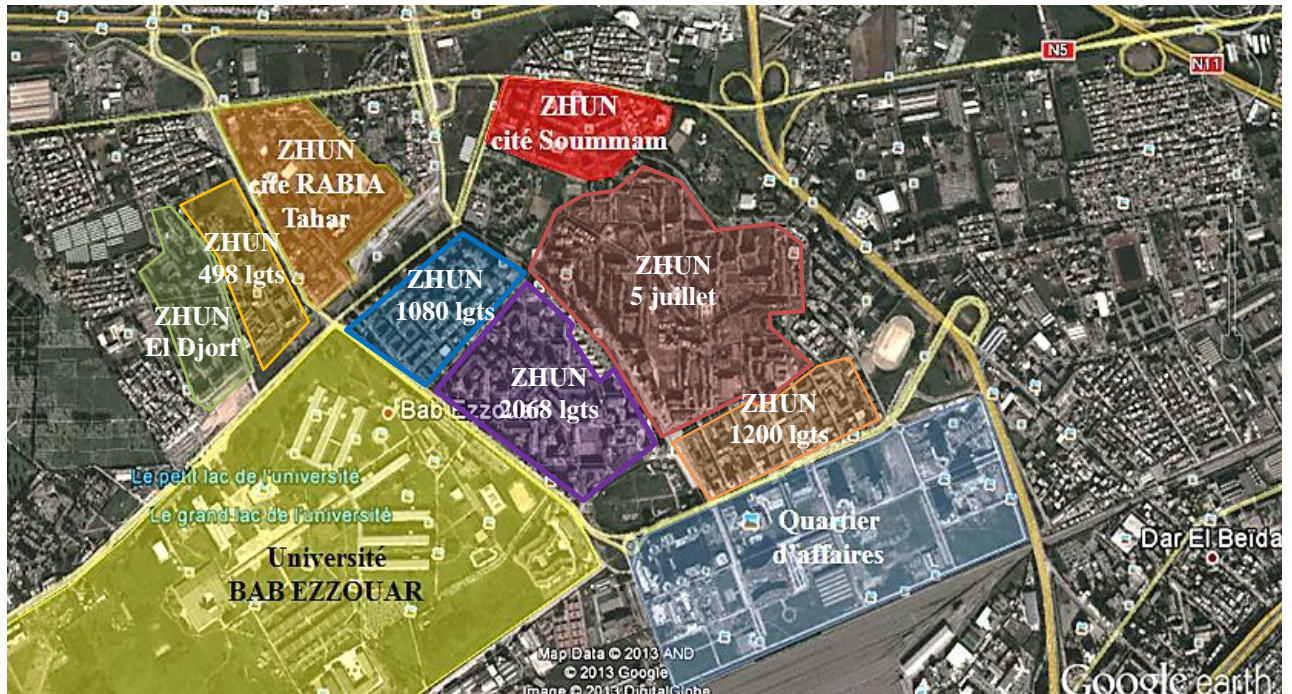 N5
N11
ZHUN
cité Soummam
ZHUN
cité RABIA
Tahar
ZHUN
498 lgts
ZHUN
5 juillet
ZHUN
1080 lgts
ZHUN
El Djorf
ZHUN
2068 lgts
Bab Ezzouar
ZHUN
1200 lgts
Le petit lac de l'université
Le grand lac de l'université
Quartier
d'affaires
Dar El Beïda
Université
BAB EZZOUAR
Map Data © 2013 AND
© 2013 Google
Image © 2013 DigitalGlobe
Google earth